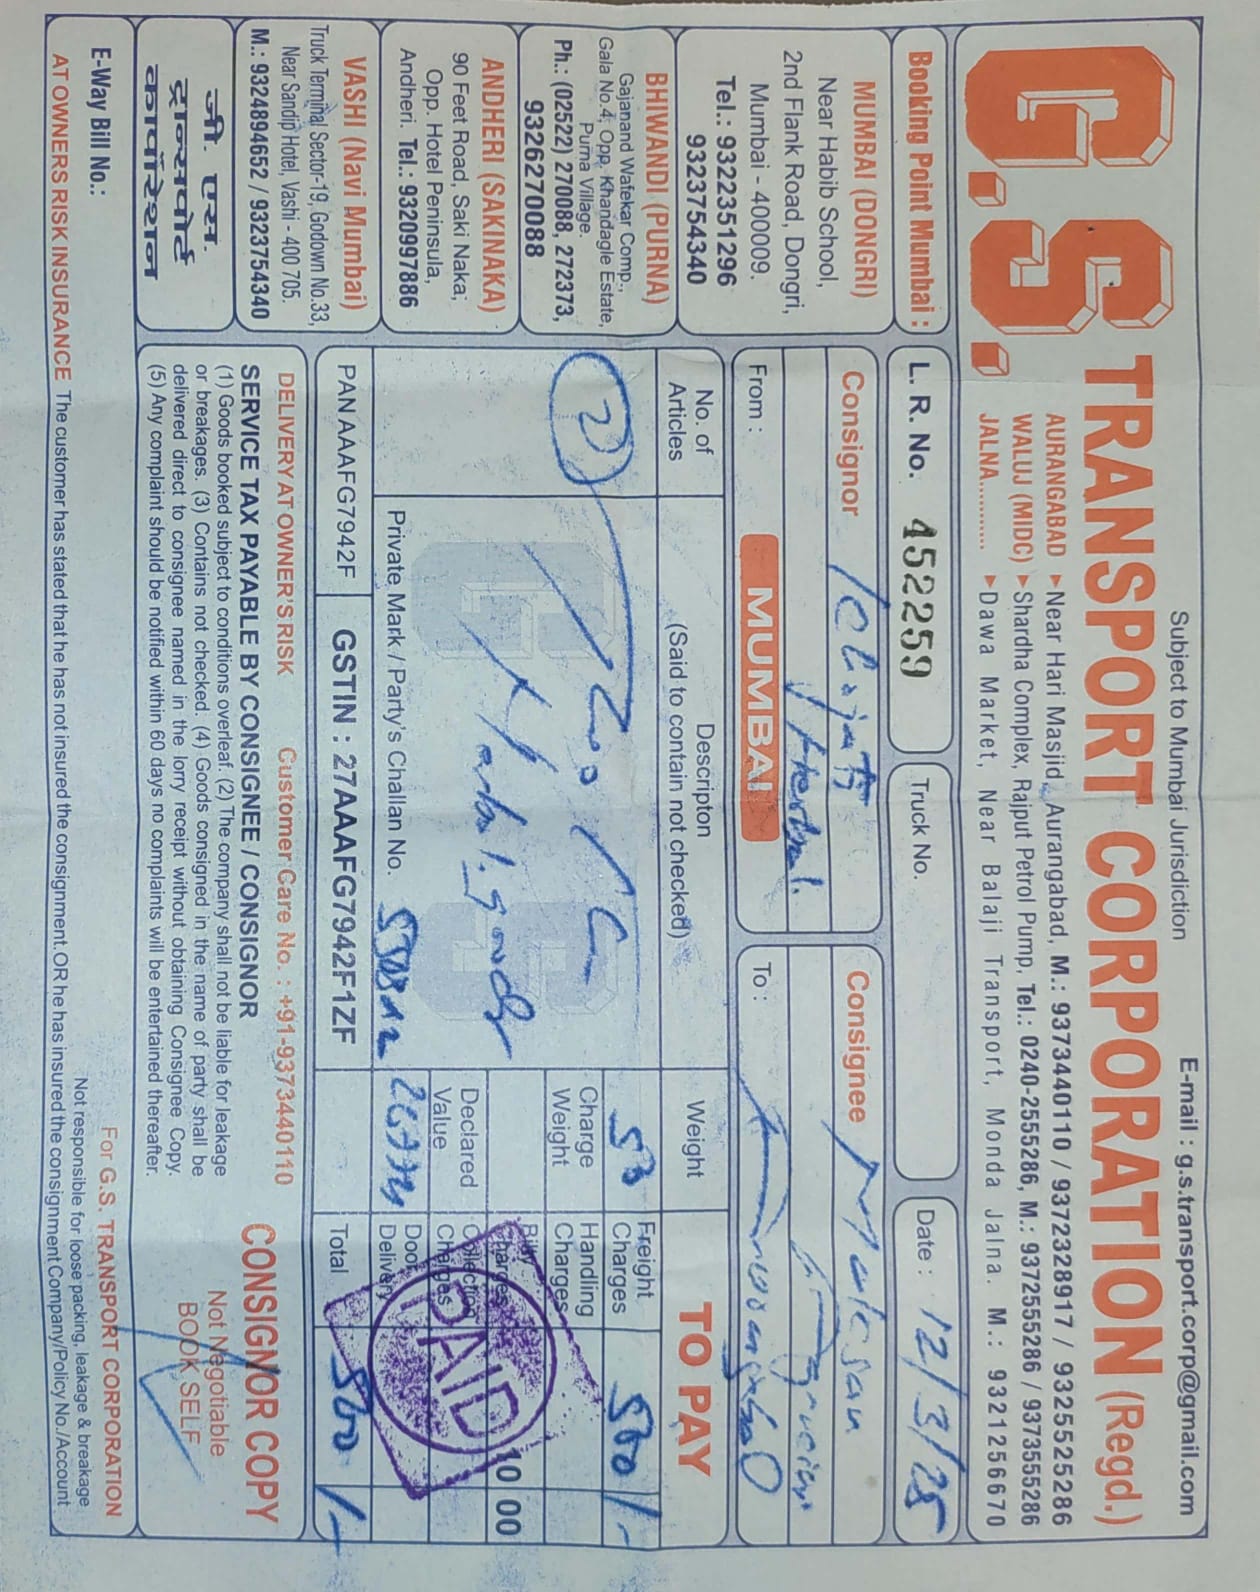 Subject to Mumbai Jurisdiction
E-mail : g.s.transport.corp@gmail.com
G.S. TRANSPORT CORPORATION (Regd.)
AURANGABAD ▸ Near Hari Masjid, Aurangabad, M.: 9373440110 / 9372328917 / 9325525286
WALUJ (MIDC) ▸ Shardha Complex, Rajput Petrol Pump, Tel.: 0240-2555286, M.: 9372555286 / 9373555286
JALNA........... ▸ Dawa Market, Near Balaji Transport, Monda Jalna. M.: 9321256670
Booking Point Mumbai :
L. R. No. 452259
Truck No.
Date : 12/3/25
MUMBAI (DONGRI)
Near Habib School,
2nd Flank Road, Dongri,
Mumbai - 400009.
Tel.: 9322351296
9323754340
BHIWANDI (PURNA)
Gajanand Wafekar Comp.,
Gala No.4, Opp. Khandagle Estate,
Purna Village.
Ph.: (02522) 270088, 272373,
9326270088
ANDHERI (SAKINAKA)
90 Feet Road, Saki Naka,
Opp. Hotel Peninsula,
Andheri. Tel.: 9320997886
VASHI (Navi Mumbai)
Truck Terminal Sector-19, Godown No.33,
Near Sandip Hotel, Vashi - 400 705.
M.: 9324894652 / 9323754340
जी. एस.
ट्रान्सपोर्ट
कार्पोरेशन
Consignor
Consignee
From :
MUMBAI
To :
No. of
Articles
Descripton
(Said to contain not checked)
Weight
TO PAY
2
Freight
Charges
500/-
Charge
Weight
Handling
Charges
Bilty
Charges
10 00
Declared
Value
Collection
Charges
Door
Delivery
PAID
Private Mark / Party's Challan No.
PAN AAAFG7942F
GSTIN : 27AAAFG7942F1ZF
Total
500/-
DELIVERY AT OWNER'S RISK
Customer Care No. : +91-9373440110
SERVICE TAX PAYABLE BY CONSIGNEE / CONSIGNOR
(1) Goods booked subject to conditions overleaf. (2) The company shall not be liable for leakage
or breakages. (3) Contains not checked. (4) Goods consigned in the name of party shall be
delivered direct to consignee named in the lorry receipt without obtaining Consignee Copy.
(5) Any complaint should be notified within 60 days no complaints will be entertained thereafter.
CONSIGNOR COPY
Not Negotiable
BOOK SELF
E-Way Bill No.:
For G.S. TRANSPORT CORPORATION
Not responsible for loose packing, leakage & breakage
AT OWNERS RISK INSURANCE The customer has stated that he has not insured the consignment. OR he has insured the consignment Company/Policy No./Account